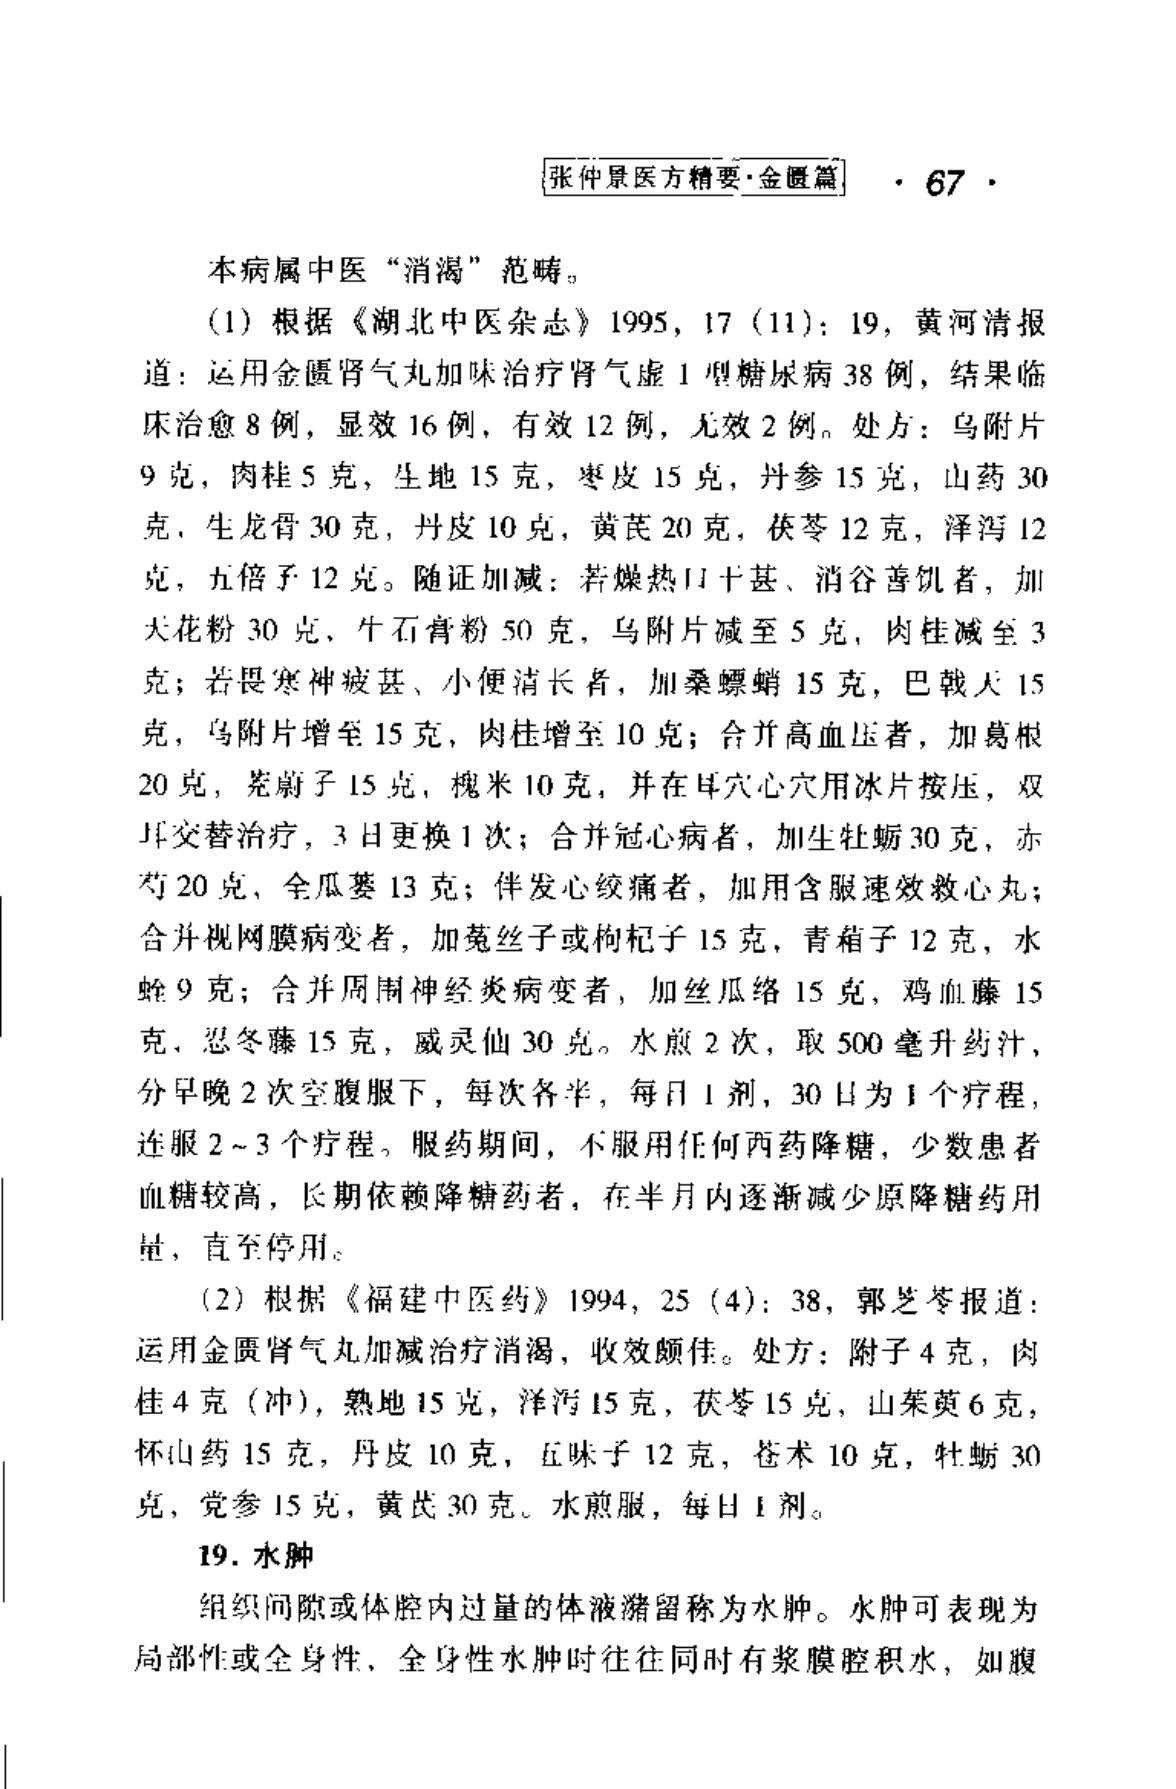 张仲景医方精要·金匮篇 · 67 ·
本病属中医“消渴”范畴。
(1) 根据《湖北中医杂志》1995，17（11）：19，黄河清报
道：运用金匮肾气丸加味治疗肾气虚 1 型糖尿病 38 例，结果临
床治愈 8 例，显效 16 例，有效 12 例，无效 2 例。处方：乌附片
9 克，肉桂 5 克，生地 15 克，枣皮 15 克，丹参 15 克，山药 30
克，生龙骨 30 克，丹皮 10 克，黄芪 20 克，茯苓 12 克，泽泻 12
克，五倍子 12 克。随证加减：若燥热口干甚、消谷善饥者，加
天花粉 30 克，生石膏粉 50 克，乌附片减至 5 克，肉桂减至 3
克；若畏寒神疲甚、小便清长者，加桑螵蛸 15 克，巴戟天 15
克，乌附片增至 15 克，肉桂增至 10 克；合并高血压者，加葛根
20 克，茺蔚子 15 克，槐米 10 克，并在耳穴心穴用冰片按压，双
耳交替治疗，3 日更换 1 次；合并冠心病者，加生牡蛎 30 克，赤
芍 20 克，全瓜蒌 13 克；伴发心绞痛者，加用含服速效救心丸；
合并视网膜病变者，加菟丝子或枸杞子 15 克，青葙子 12 克，水
蛭 9 克；合并周围神经炎病变者，加丝瓜络 15 克，鸡血藤 15
克，忍冬藤 15 克，威灵仙 30 克。水煎 2 次，取 500 毫升药汁，
分早晚 2 次空腹服下，每次各半，每日 1 剂，30 日为 1 个疗程，
连服 2～3 个疗程。服药期间，不服用任何西药降糖，少数患者
血糖较高，长期依赖降糖药者，在半月内逐渐减少原降糖药用
量，直至停用。
(2) 根据《福建中医药》1994，25（4）：38，郭芝苓报道：
运用金匮肾气丸加减治疗消渴，收效颇佳。处方：附子 4 克，肉
桂 4 克（冲），熟地 15 克，泽泻 15 克，茯苓 15 克，山茱萸 6 克，
怀山药 15 克，丹皮 10 克，五味子 12 克，苍术 10 克，牡蛎 30
克，党参 15 克，黄芪 30 克。水煎服，每日 1 剂。
19. 水肿
组织间隙或体腔内过量的体液潴留称为水肿。水肿可表现为
局部性或全身性，全身性水肿时往往同时有浆膜腔积水，如腹